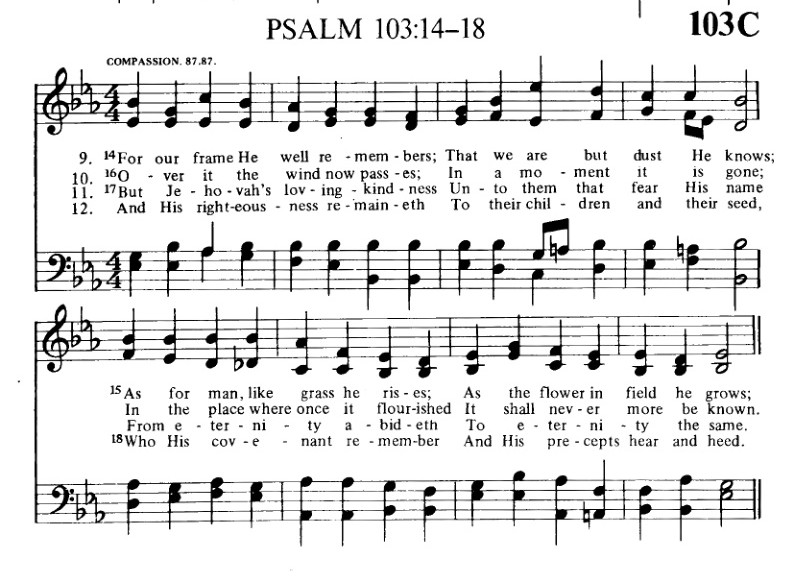 PSALM 103:14–18 103C
COMPASSION. 87.87.
9. 14For our frame He well re - mem - bers; That we are but dust He knows;
10. 16O - ver it the wind now pass - es; In a mo - ment it is gone;
11. 17But Je - ho - vah's lov - ing - kind - ness Un - to them that fear His name
12. And His right-eous - ness re - main - eth To their chil - dren and their seed,
15As for man, like grass he ris - es; As the flower in field he grows;
In the place where once it flour-ished It shall nev - er more be known.
From e - ter - ni - ty a - bid - eth To e - ter - ni - ty the same.
18Who His cov - e - nant re - mem-ber And His pre - cepts hear and heed.